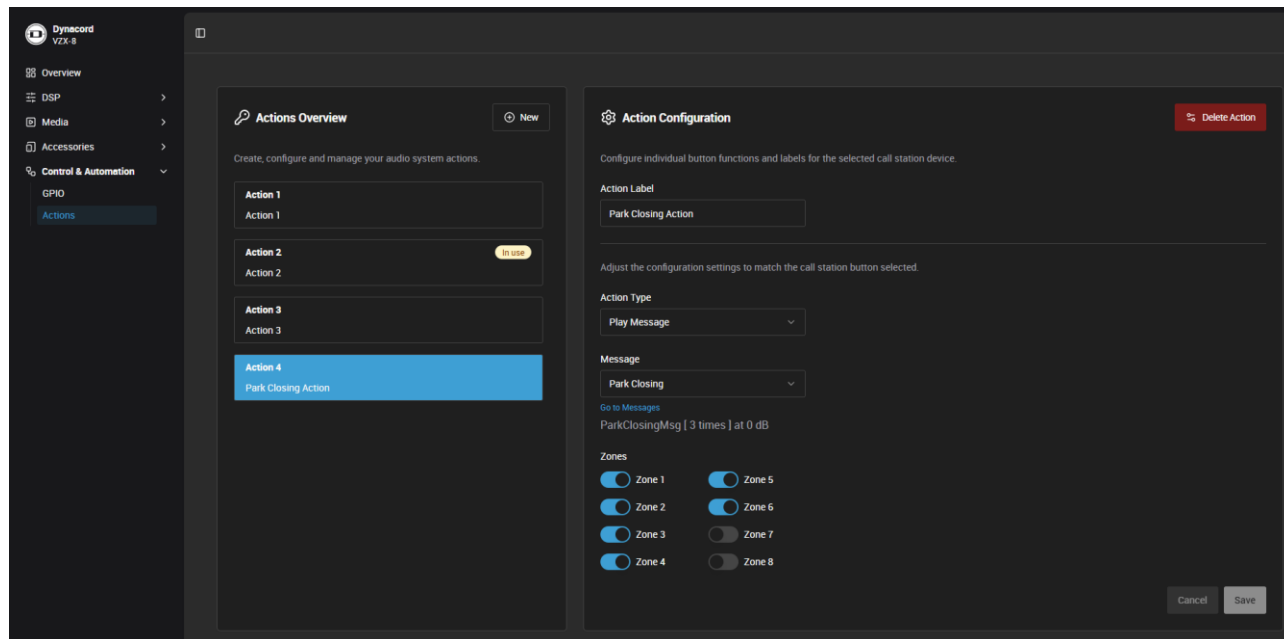 Dynacord
VZX-8
Overview
DSP
Media
Accessories
Control & Automation
GPIO
Actions
Actions Overview
New
Create, configure and manage your audio system actions.
Action 1
Action 1
Action 2
In use
Action 2
Action 3
Action 3
Action 4
Park Closing Action
Action Configuration
Delete Action
Configure individual button functions and labels for the selected call station device.
Action Label
Park Closing Action
Adjust the configuration settings to match the call station button selected.
Action Type
Play Message
Message
Park Closing
Go to Messages
ParkClosingMsg [ 3 times ] at 0 dB
Zones
Zone 1
Zone 5
Zone 2
Zone 6
Zone 3
Zone 7
Zone 4
Zone 8
Cancel
Save